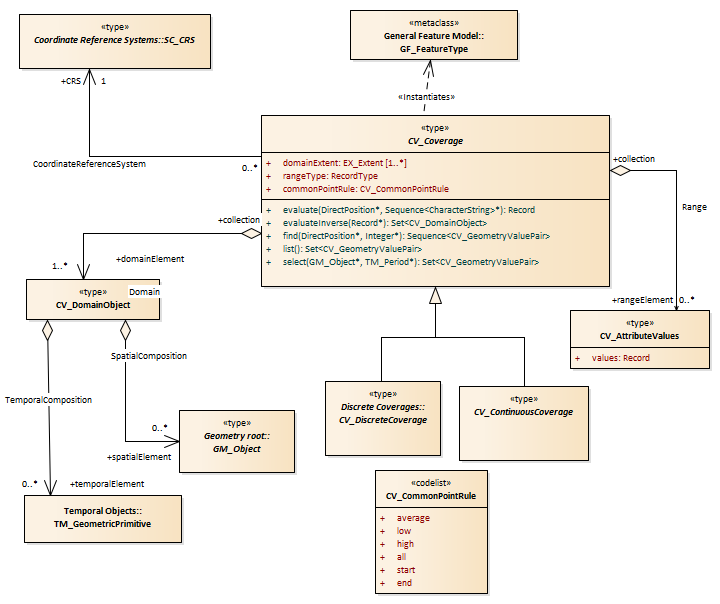 «type»
Coordinate Reference Systems::SC_CRS
«metaclass»
General Feature Model::
GF_FeatureType
+CRS
1
«Instantiates»
«type»
CV_Coverage
+ domainExtent: EX_Extent [1..*]
+ rangeType: RecordType
+ commonPointRule: CV_CommonPointRule
+ evaluate(DirectPosition*, Sequence<CharacterString>*): Record
+ evaluateInverse(Record*): Set<CV_DomainObject>
+ find(DirectPosition*, Integer*): Sequence<CV_GeometryValuePair>
+ list(): Set<CV_GeometryValuePair>
+ select(GM_Object*, TM_Period*): Set<CV_GeometryValuePair>
CoordinateReferenceSystem
0..*
+collection
Range
+collection
+domainElement
1..*
Domain
«type»
CV_DomainObject
+rangeElement
0..*
«type»
CV_AttributeValues
+ values: Record
SpatialComposition
TemporalComposition
«type»
Discrete Coverages::
CV_DiscreteCoverage
«type»
CV_ContinuousCoverage
0..*
+spatialElement
«type»
Geometry root::
GM_Object
0..*
+temporalElement
Temporal Objects::
TM_GeometricPrimitive
«codelist»
CV_CommonPointRule
+ average
+ low
+ high
+ all
+ start
+ end